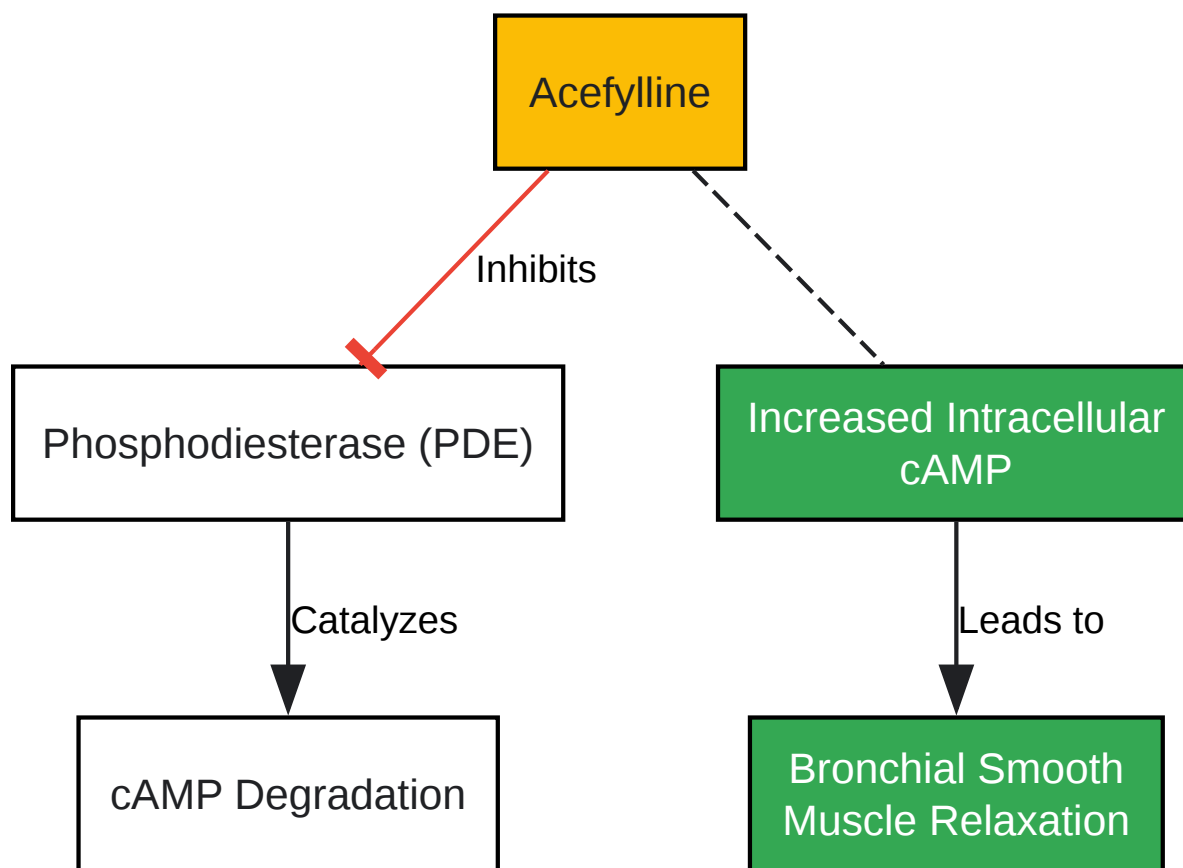 Acefylline
Inhibits
Phosphodiesterase (PDE)
Increased Intracellular
cAMP
Catalyzes
Leads to
cAMP Degradation
Bronchial Smooth
Muscle Relaxation